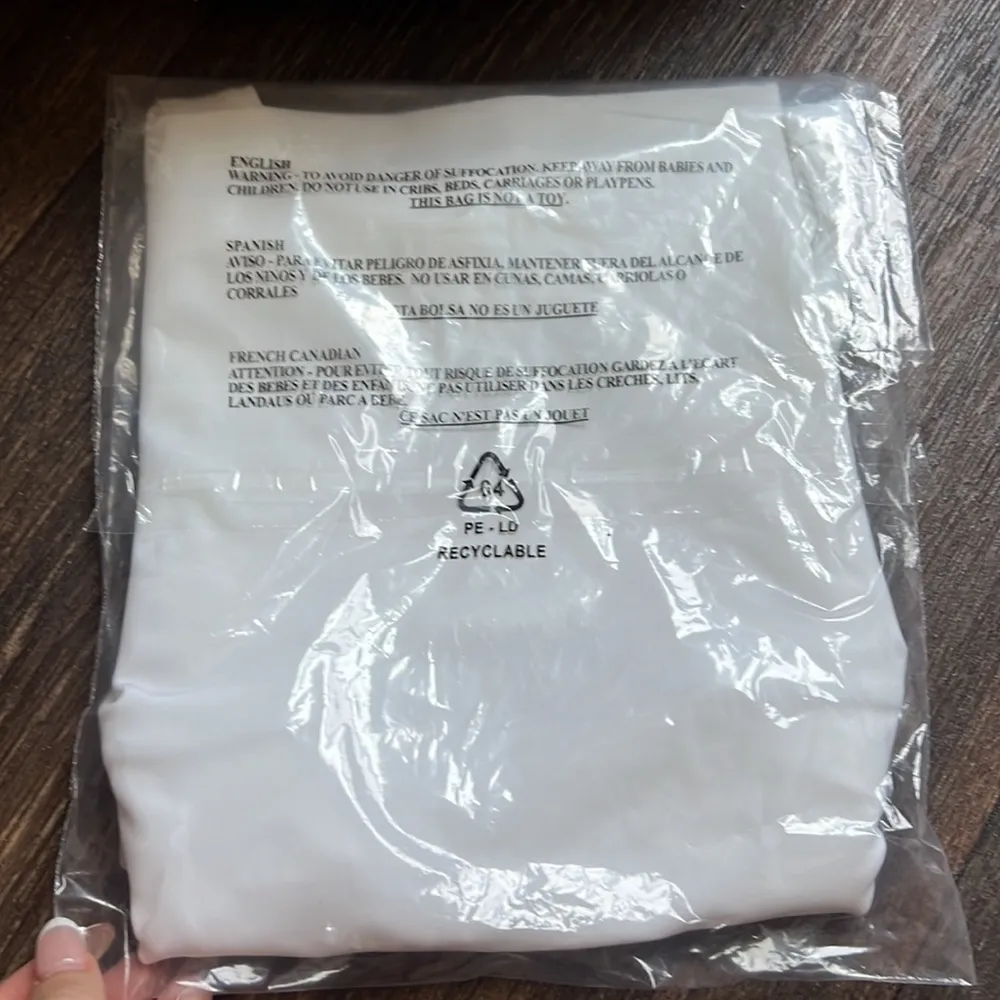 ENGLISH
WARNING - TO AVOID DANGER OF SUFFOCATION. KEEP AWAY FROM BABIES AND
CHILDREN. DO NOT USE IN CRIBS, BEDS, CARRIAGES OR PLAYPENS.
THIS BAG IS NOT A TOY.
SPANISH
AVISO - PARA EVITAR PELIGRO DE ASFIXIA, MANTENER FUERA DEL ALCANCE DE
LOS NINOS Y DE LOS BEBES. NO USAR EN CUNAS, CAMAS, CARRIOLAS O
CORRALES
ESTA BOLSA NO ES UN JUGUETE
FRENCH CANADIAN
ATTENTION - POUR EVITER TOUT RISQUE DE SUFFOCATION GARDEZ A L'ECART
DES BEBES ET DES ENFANTS PAS UTILISER DANS LES CRECHES, LITS,
LANDAUS OU PARC A BEBE
CE SAC N'EST PAS UN JOUET
04
PE - LD
RECYCLABLE